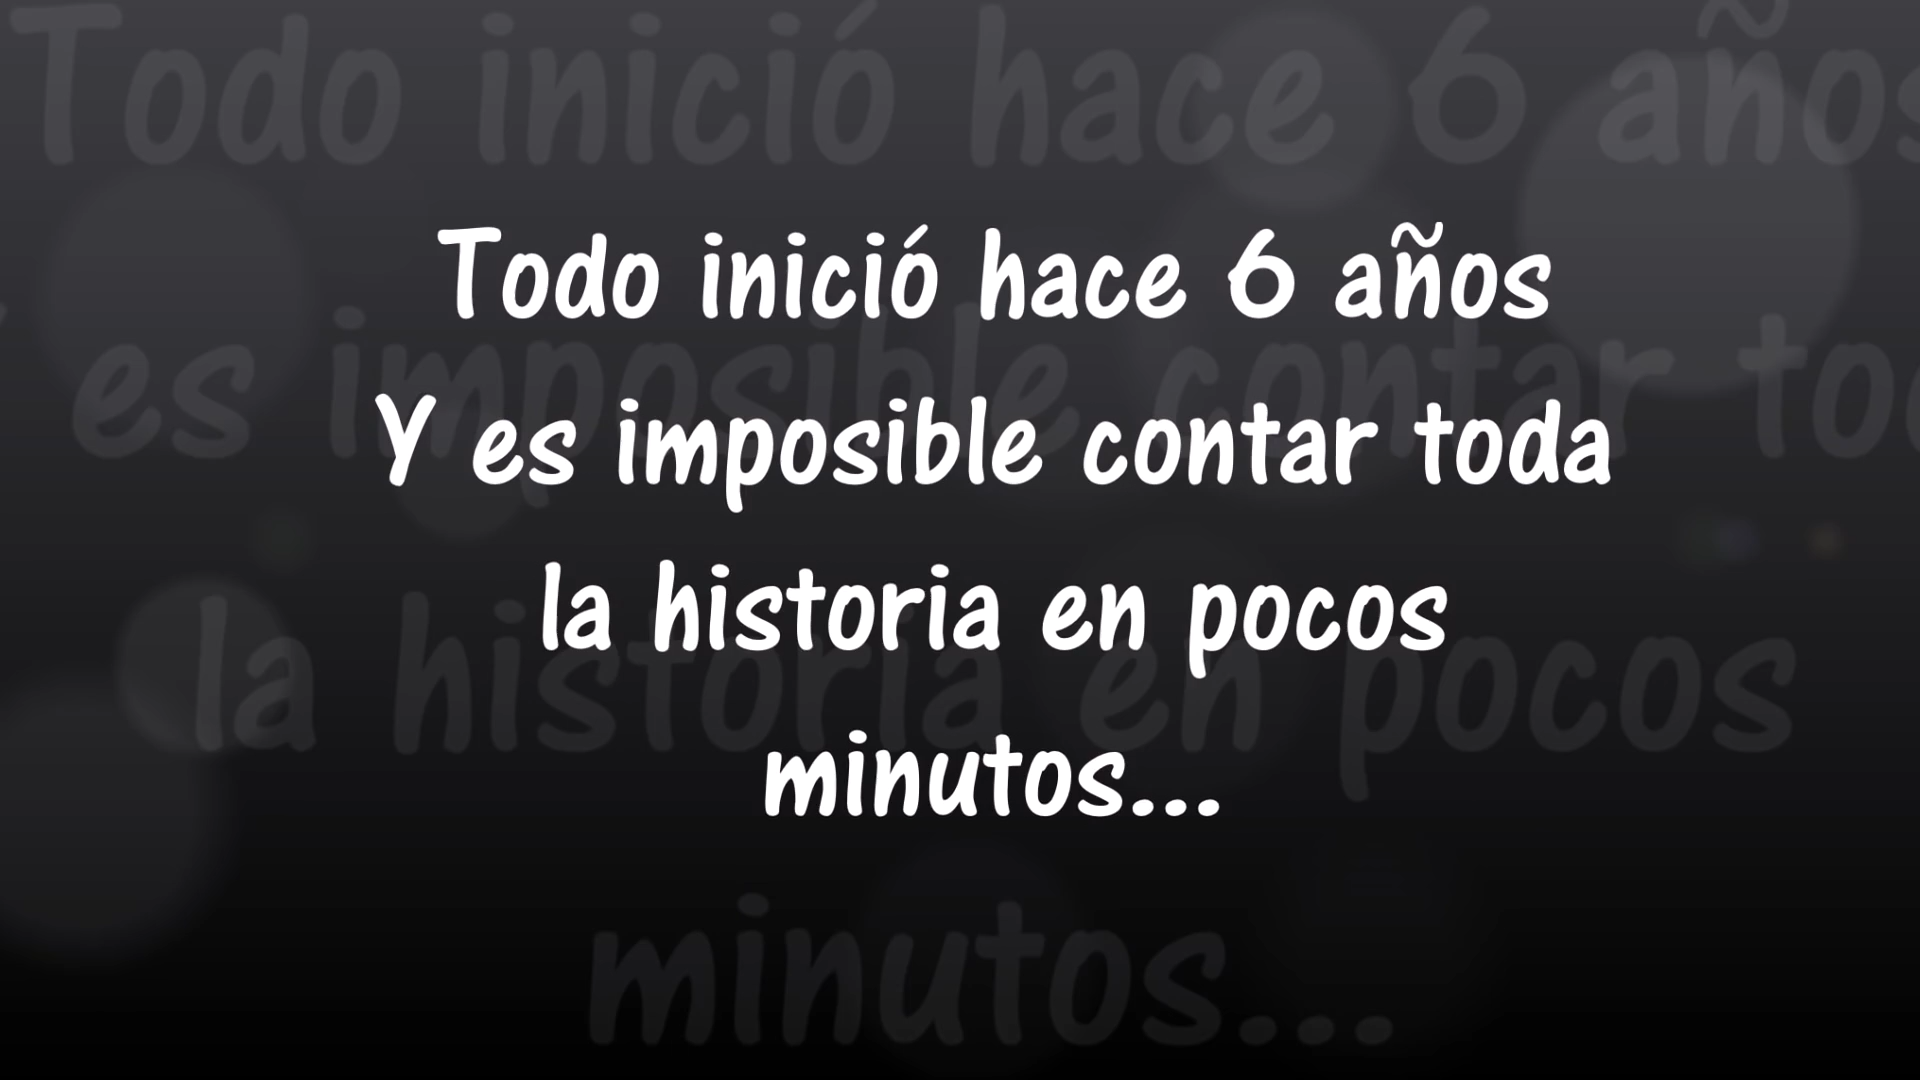 Todo inició hace 6 años
Y es imposible contar toda
la historia en pocos
minutos...